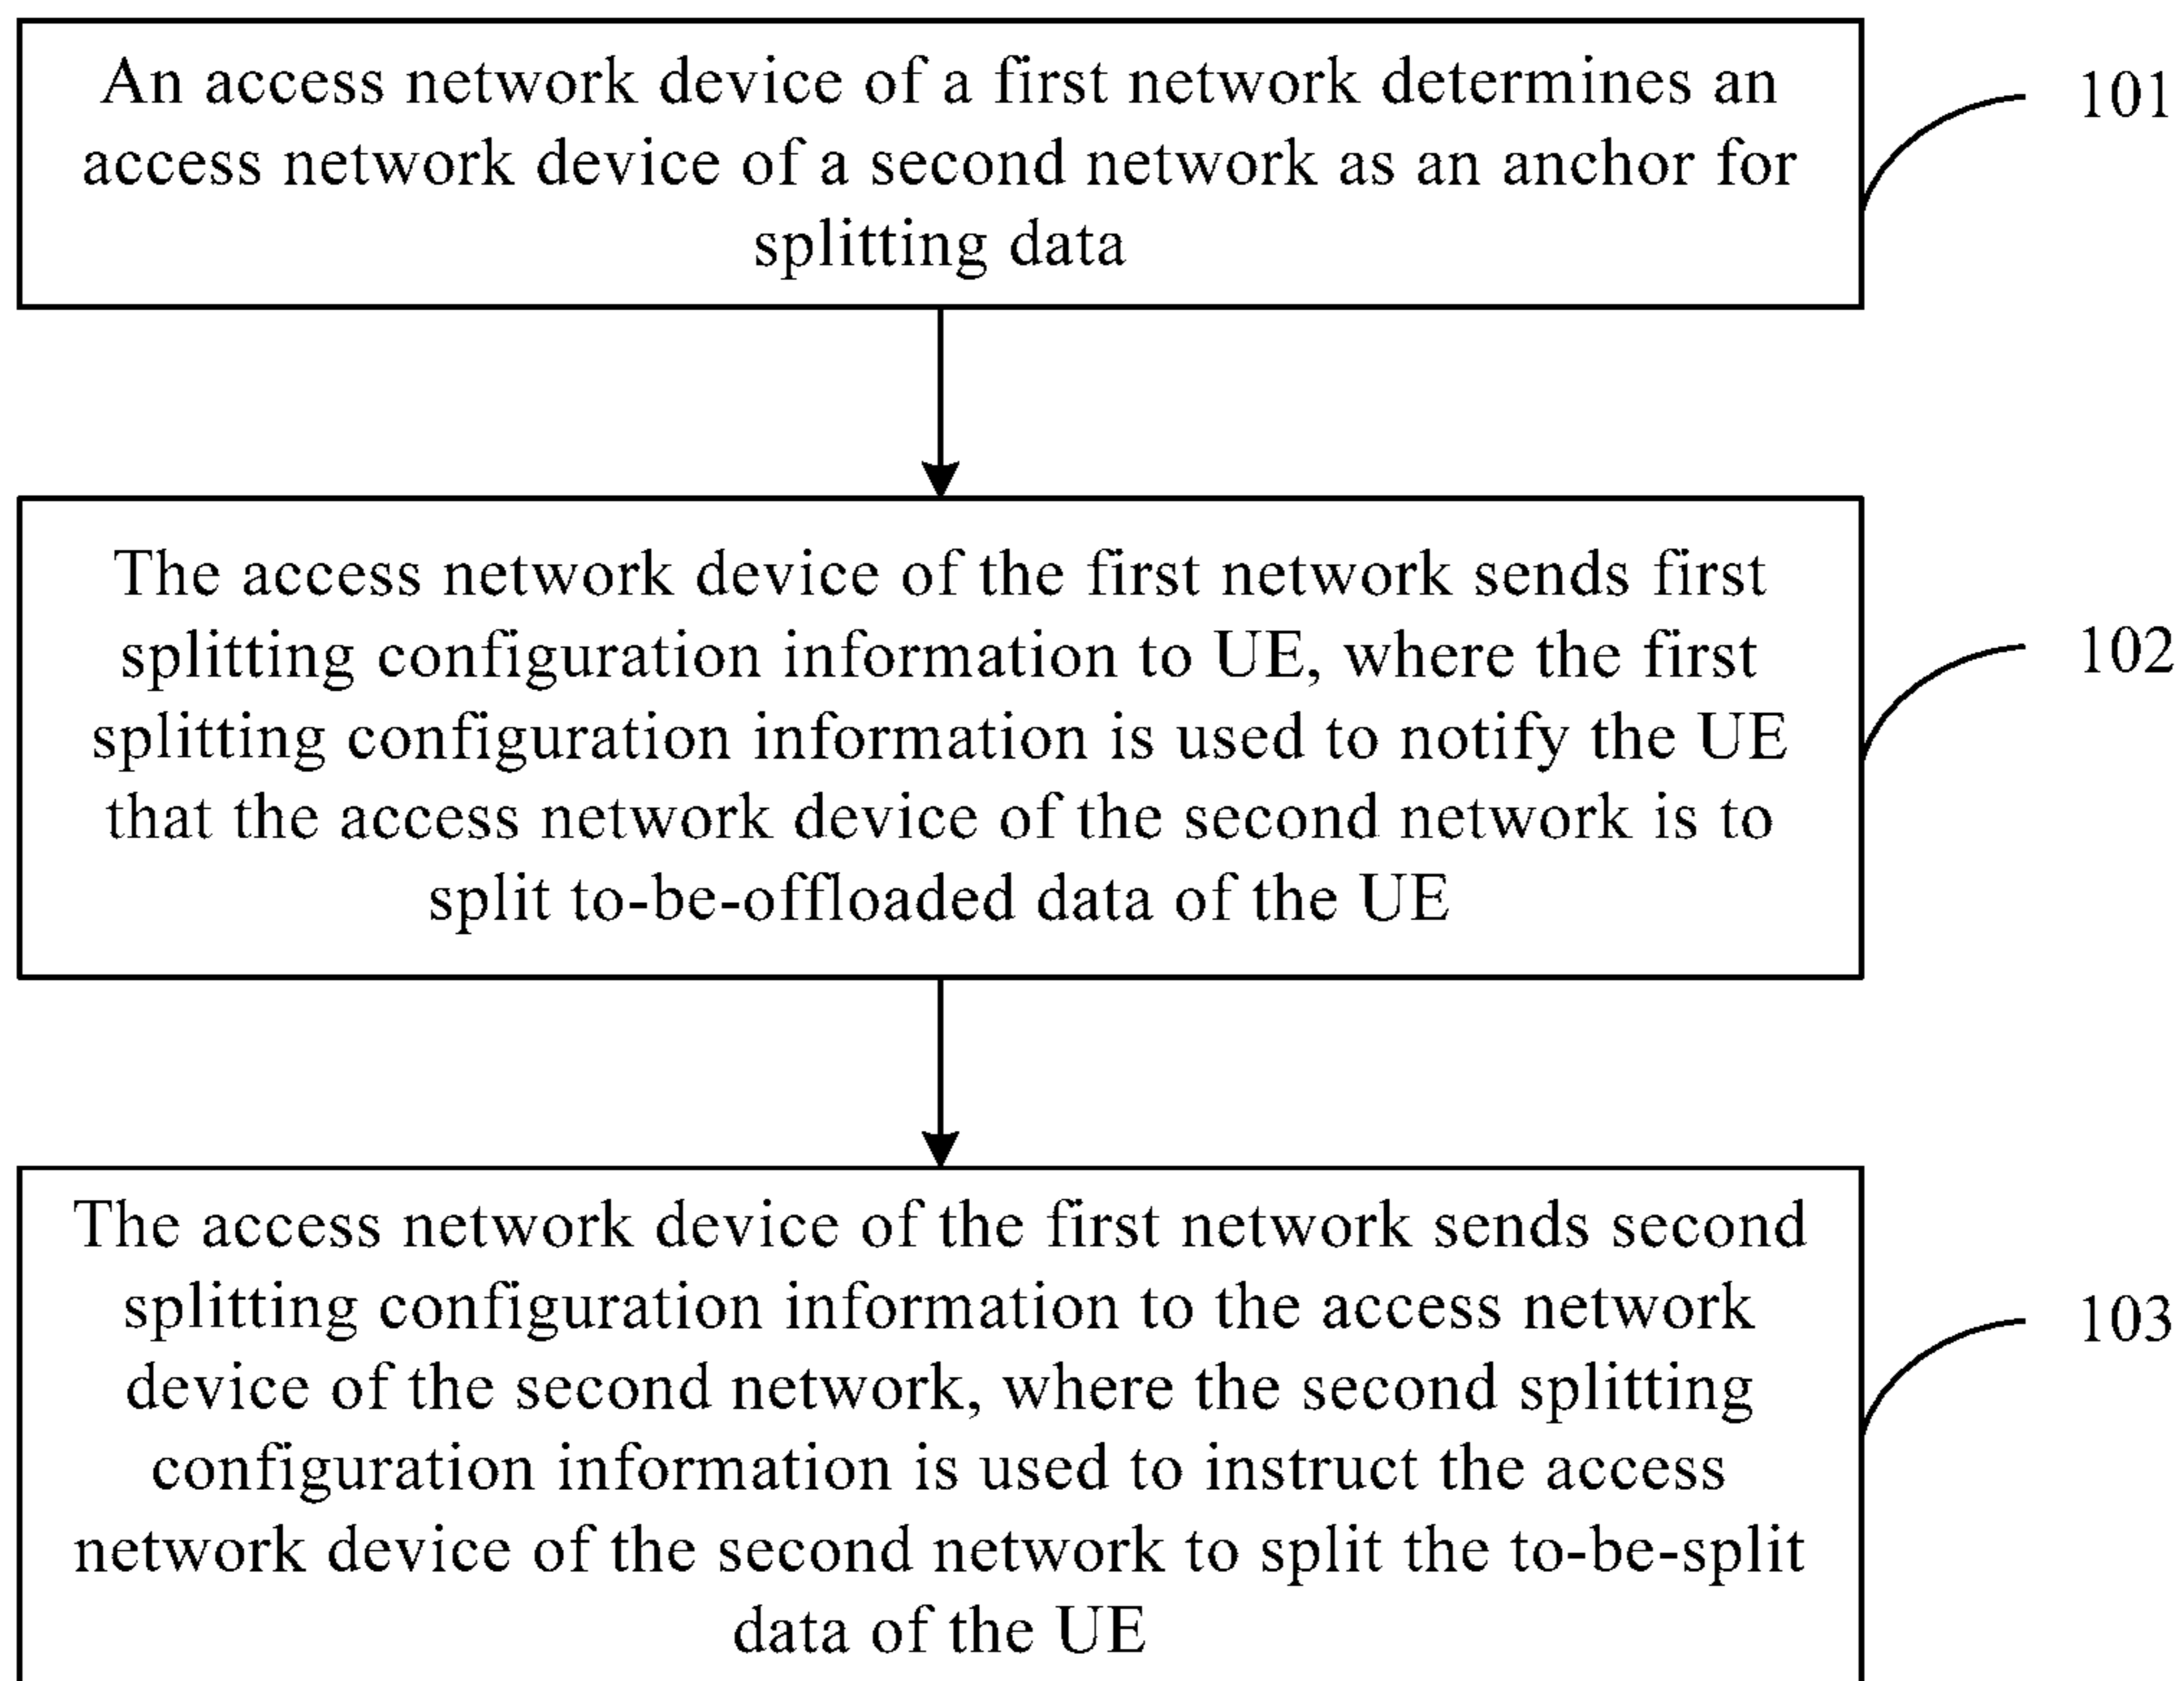 An access network device of a first network determines an
access network device of a second network as an anchor for
splitting data
101
The access network device of the first network sends first
splitting configuration information to UE, where the first
splitting configuration information is used to notify the UE
that the access network device of the second network is to
split to-be-offloaded data of the UE
102
The access network device of the first network sends second
splitting configuration information to the access network
device of the second network, where the second splitting
configuration information is used to instruct the access
network device of the second network to split the to-be-split
data of the UE
103